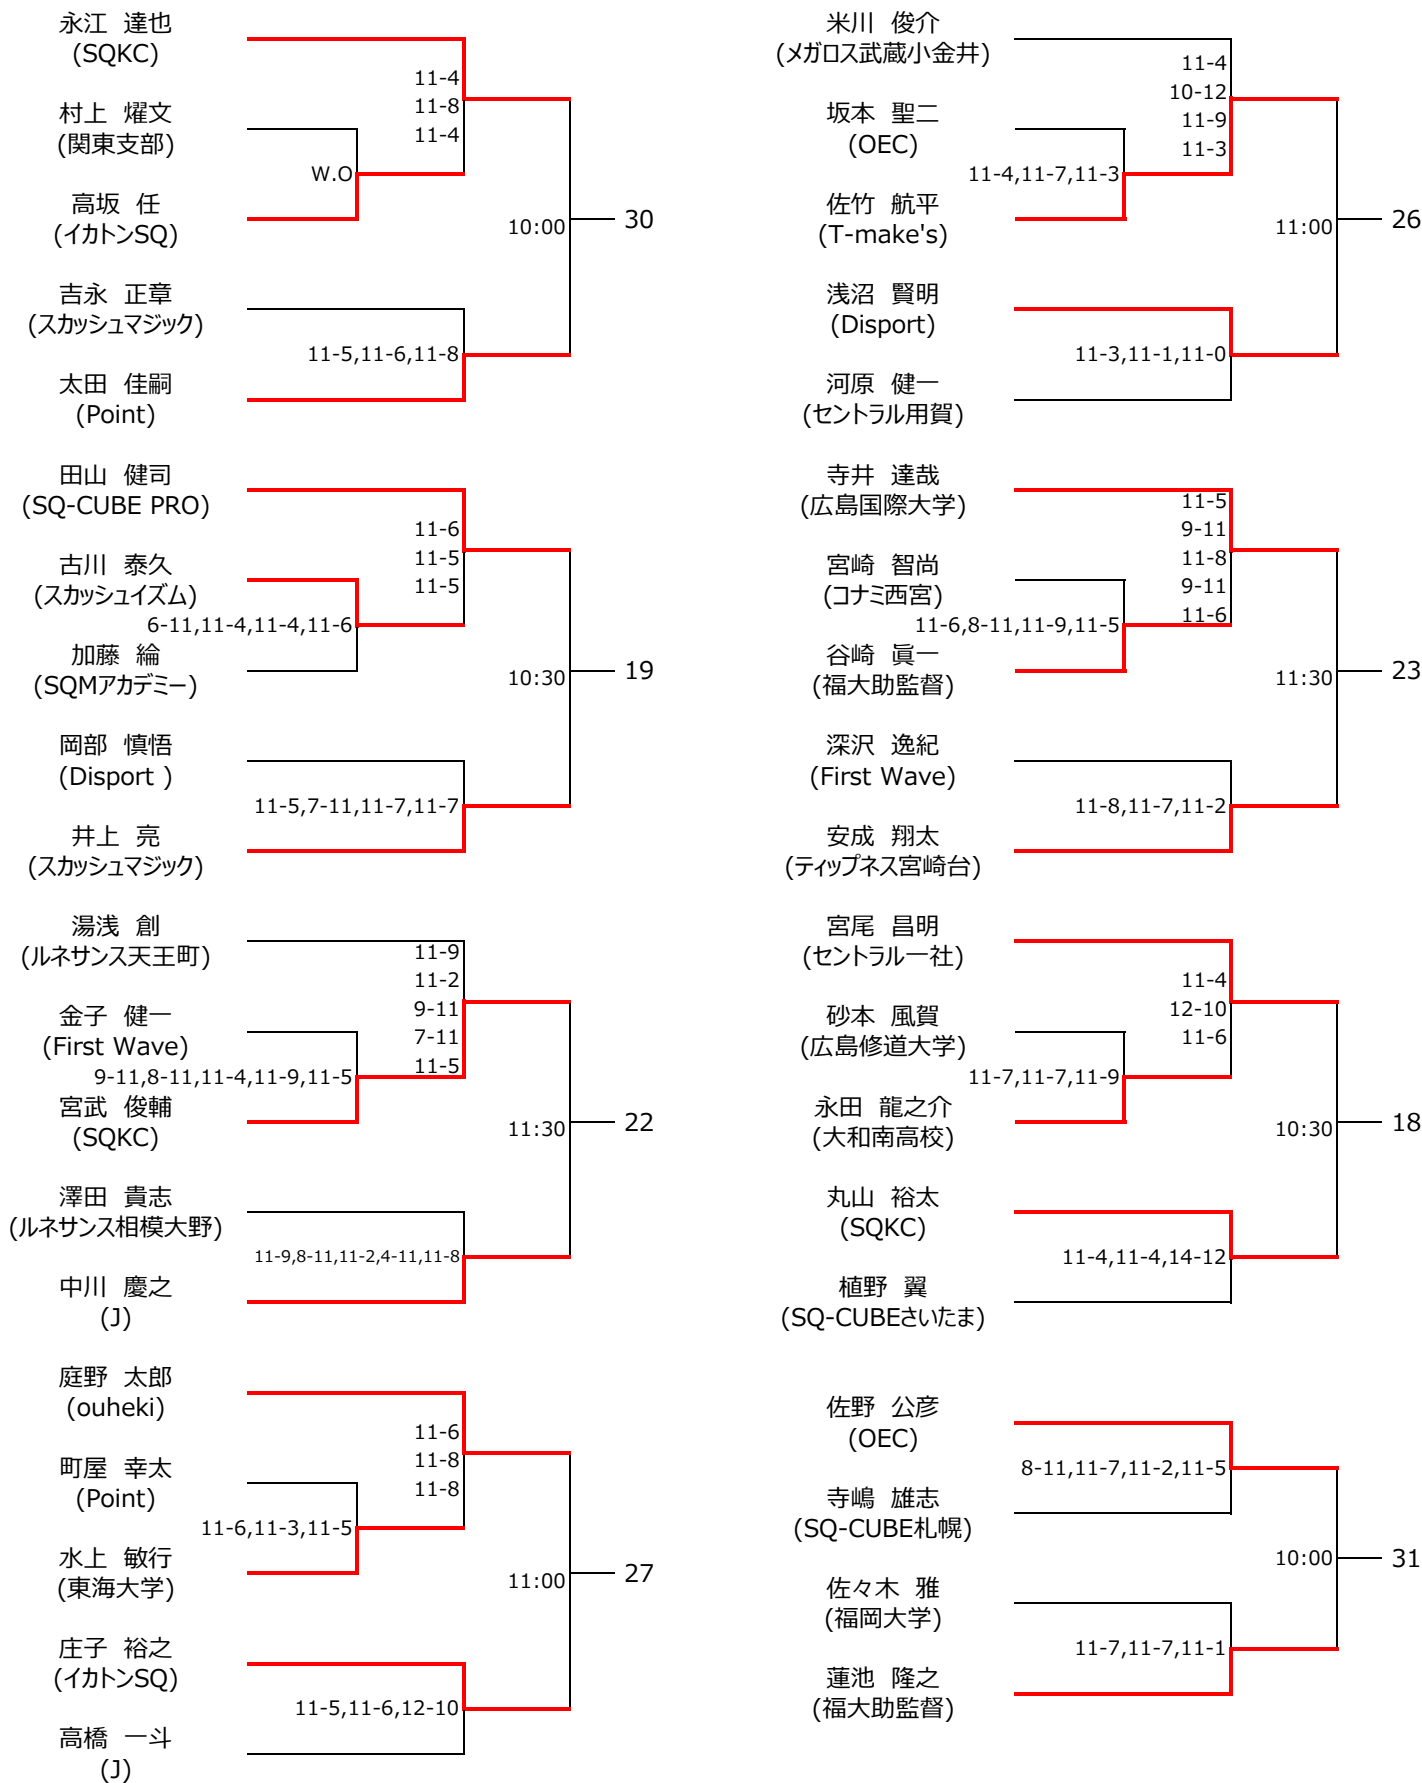 永江 達也
(SQKC)
11-4
11-8
11-4
村上 燿文
(関東支部)
W.O
高坂 任
(イカトンSQ)
10:00
30
吉永 正章
(スカッシュマジック)
11-5,11-6,11-8
太田 佳嗣
(Point)
田山 健司
(SQ-CUBE PRO)
11-6
11-5
11-5
古川 泰久
(スカッシュイズム)
6-11,11-4,11-4,11-6
加藤 綸
(SQMアカデミー)
10:30
19
岡部 慎悟
(Disport )
11-5,7-11,11-7,11-7
井上 亮
(スカッシュマジック)
湯浅 創
(ルネサンス天王町)
11-9
11-2
9-11
7-11
11-5
金子 健一
(First Wave)
9-11,8-11,11-4,11-9,11-5
宮武 俊輔
(SQKC)
11:30
22
澤田 貴志
(ルネサンス相模大野)
11-9,8-11,11-2,4-11,11-8
中川 慶之
(J)
庭野 太郎
(ouheki)
11-6
11-8
11-8
町屋 幸太
(Point)
11-6,11-3,11-5
水上 敏行
(東海大学)
11:00
27
庄子 裕之
(イカトンSQ)
11-5,11-6,12-10
高橋 一斗
(J)
米川 俊介
(メガロス武蔵小金井)
11-4
10-12
11-9
11-3
坂本 聖二
(OEC)
11-4,11-7,11-3
佐竹 航平
(T-make's)
11:00
26
浅沼 賢明
(Disport)
11-3,11-1,11-0
河原 健一
(セントラル用賀)
寺井 達哉
(広島国際大学)
11-5
9-11
11-8
9-11
11-6
宮崎 智尚
(コナミ西宮)
11-6,8-11,11-9,11-5
谷崎 眞一
(福大助監督)
11:30
23
深沢 逸紀
(First Wave)
11-8,11-7,11-2
安成 翔太
(ティップネス宮崎台)
宮尾 昌明
(セントラル一社)
11-4
12-10
11-6
砂本 風賀
(広島修道大学)
11-7,11-7,11-9
永田 龍之介
(大和南高校)
10:30
18
丸山 裕太
(SQKC)
11-4,11-4,14-12
植野 翼
(SQ-CUBEさいたま)
佐野 公彦
(OEC)
8-11,11-7,11-2,11-5
寺嶋 雄志
(SQ-CUBE札幌)
10:00
31
佐々木 雅
(福岡大学)
11-7,11-7,11-1
蓮池 隆之
(福大助監督)